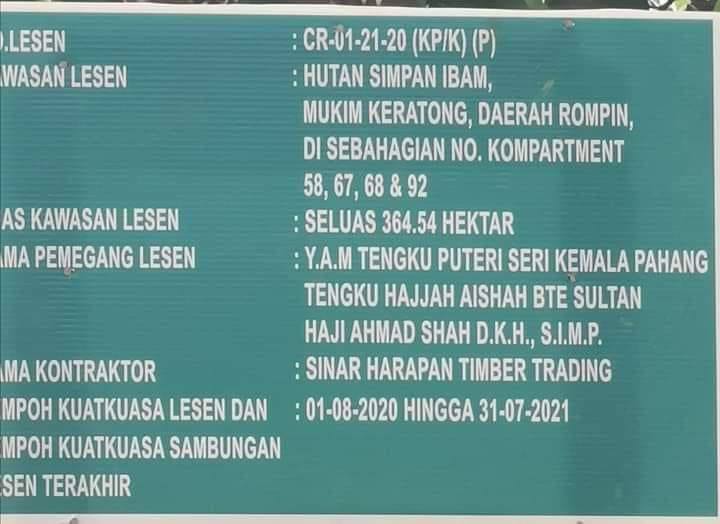 O.LESEN : CR-01-21-20 (KP/K) (P)
WASAN LESEN : HUTAN SIMPAN IBAM,
MUKIM KERATONG, DAERAH ROMPIN,
DI SEBAHAGIAN NO. KOMPARTMENT
58, 67, 68 & 92
AS KAWASAN LESEN : SELUAS 364.54 HEKTAR
AMA PEMEGANG LESEN : Y.A.M TENGKU PUTERI SERI KEMALA PAHANG
TENGKU HAJJAH AISHAH BTE SULTAN
HAJI AHMAD SHAH D.K.H., S.I.M.P.
AMA KONTRAKTOR : SINAR HARAPAN TIMBER TRADING
EMPOH KUATKUASA LESEN DAN : 01-08-2020 HINGGA 31-07-2021
EMPOH KUATKUASA SAMBUNGAN
ESEN TERAKHIR